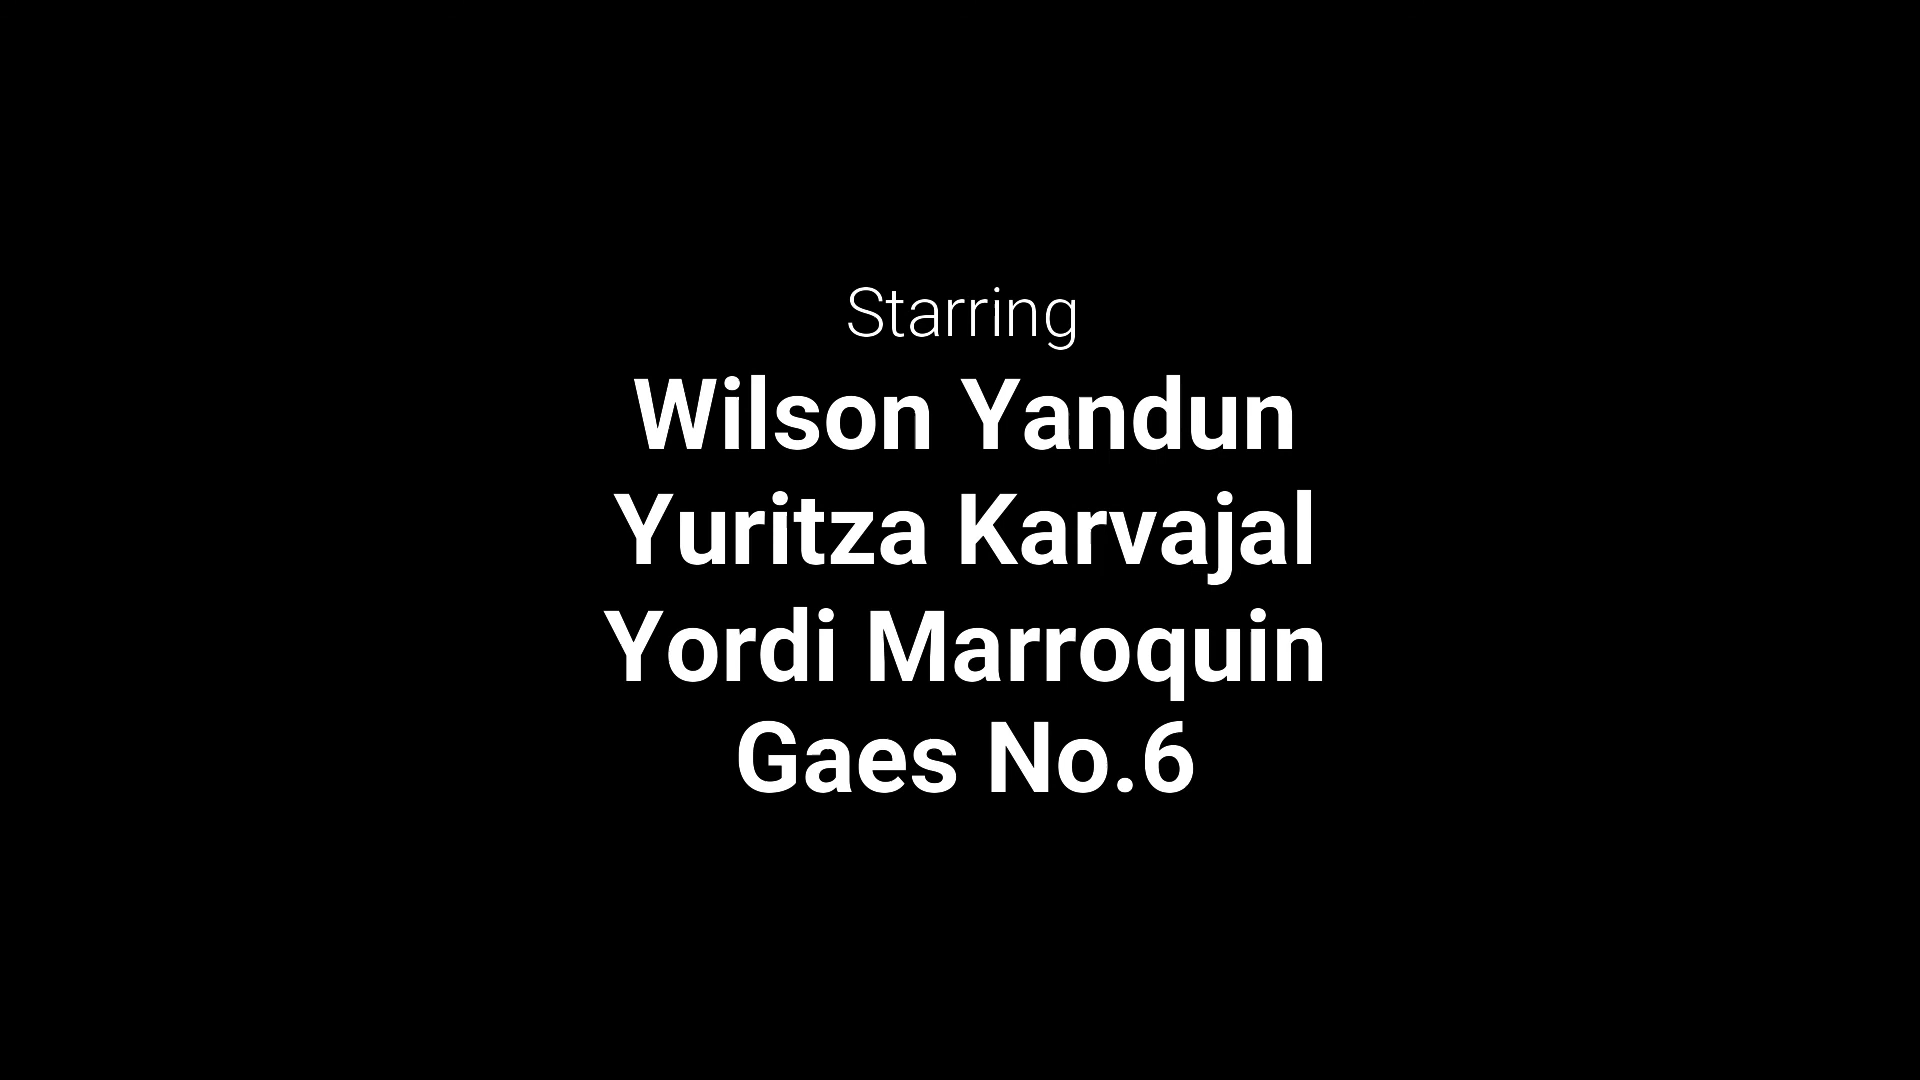 Starring
Wilson Yandun
Yuritza Karvajal
Yordi Marroquin
Gaes No.6